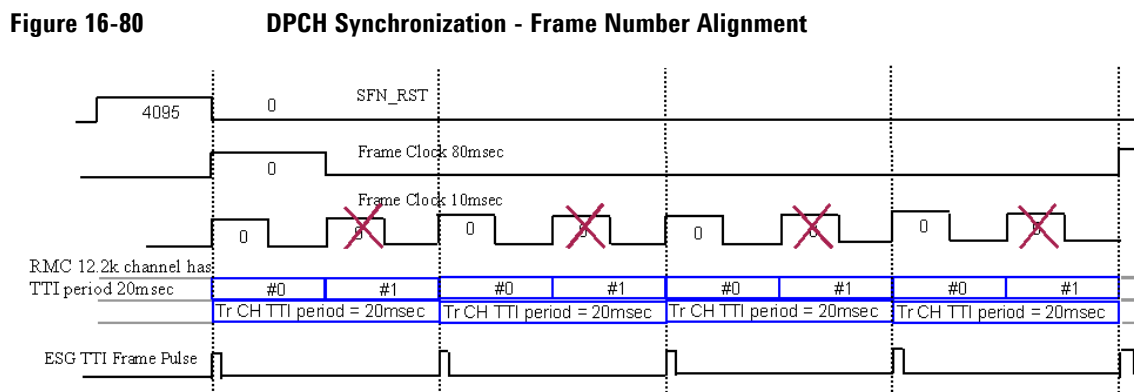 Figure 16-80 DPCH Synchronization - Frame Number Alignment
4095 0 SFN_RST
0 Frame Clock 80msec
Frame Clock 10msec
0 0 0 0 0 0 0
RMC 12.2k channel has
TTI period 20msec #0 #1 #0 #1 #0 #1 #0 #1
Tr CH TTI period = 20msec Tr CH TTI period = 20msec Tr CH TTI period = 20msec Tr CH TTI period = 20msec
ESG TTI Frame Pulse